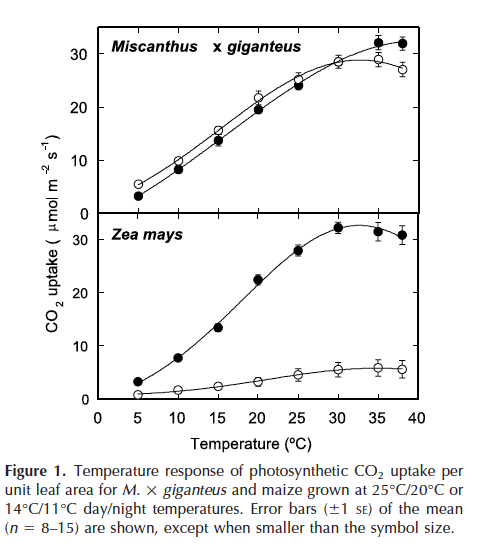 Miscanthus x giganteus
30
20
10
0
Zea mays
30
20
10
0
CO2 uptake ( μmol m −2 s−1)
0 5 10 15 20 25 30 35 40
Temperature (ºC)
Figure 1. Temperature response of photosynthetic CO2 uptake per
unit leaf area for M. × giganteus and maize grown at 25°C/20°C or
14°C/11°C day/night temperatures. Error bars (±1 SE) of the mean
(n = 8–15) are shown, except when smaller than the symbol size.